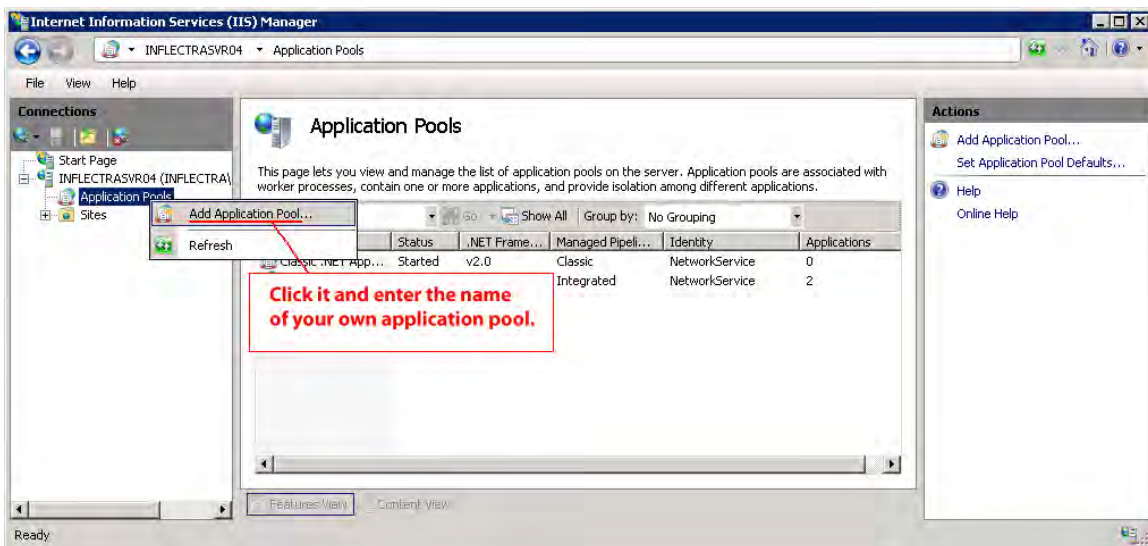 Internet Information Services (IIS) Manager
INFLECTRASVR04 Application Pools
File View Help
Connections
Start Page
INFLECTRASVR04 (INFLECTRA\
Application Pools
Sites
Add Application Pool...
Refresh
Application Pools
This page lets you view and manage the list of application pools on the server. Application pools are associated with
worker processes, contain one or more applications, and provide isolation among different applications.
Go Show All Group by: No Grouping
Status .NET Frame... Managed Pipeli... Identity Applications
Classic .NET App... Started v2.0 Classic NetworkService 0
Integrated NetworkService 2
Click it and enter the name
of your own application pool.
Features View Content View
Actions
Add Application Pool...
Set Application Pool Defaults...
Help
Online Help
Ready